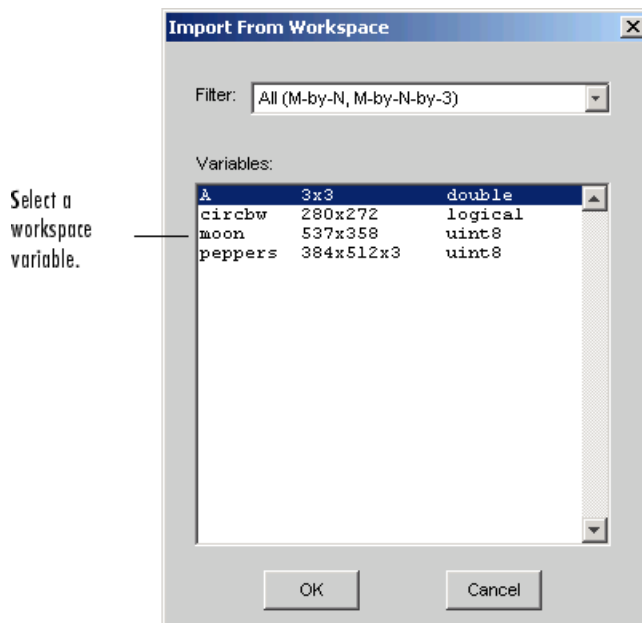 Import From Workspace
Filter: All (M-by-N, M-by-N-by-3)
Variables:
A 3x3 double
circbw 280x272 logical
moon 537x358 uint8
peppers 384x512x3 uint8
Select a
workspace
variable.
OK Cancel